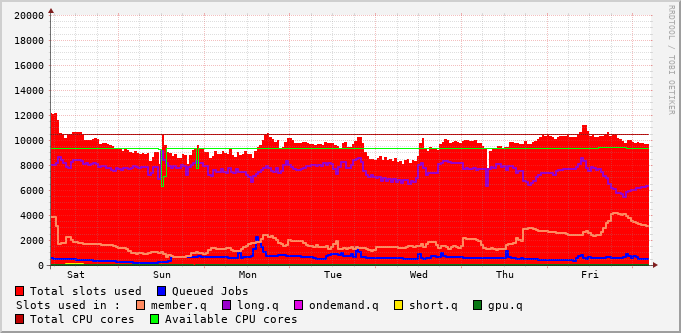 RRDTOOL / TOBI OETIKER
20000
18000
16000
14000
12000
10000
8000
6000
4000
2000
0
Sat Sun Mon Tue Wed Thu Fri
Total slots used Queued Jobs
Slots used in : member.q long.q ondemand.q short.q gpu.q
Total CPU cores Available CPU cores